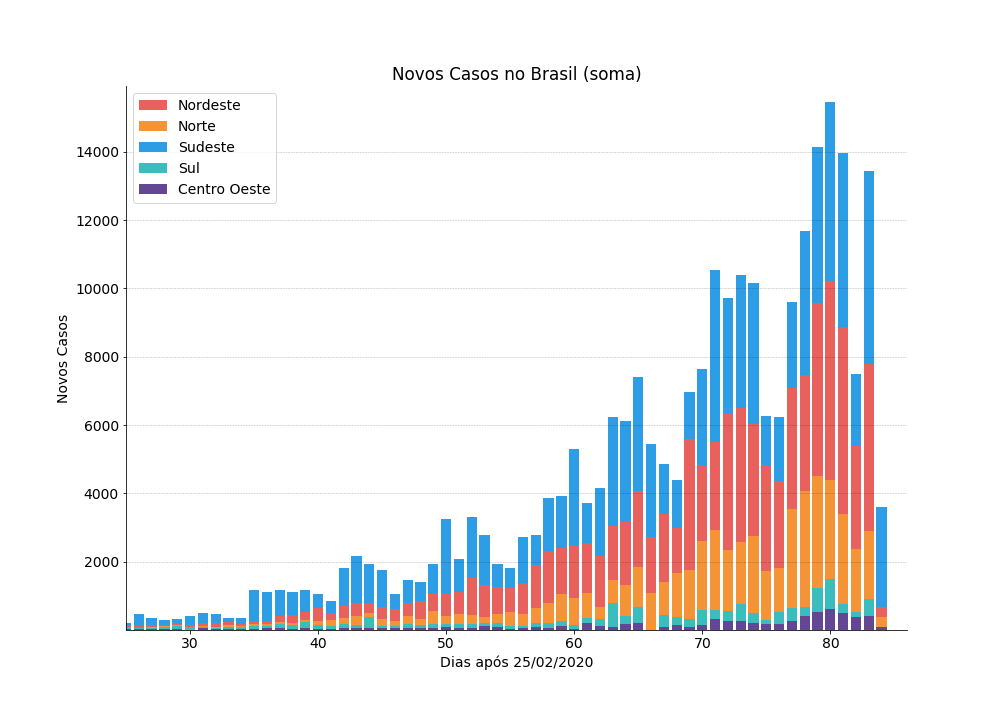 Novos Casos no Brasil (soma)
Nordeste
Norte
Sudeste
Sul
Centro Oeste
14000
12000
10000
8000
6000
4000
2000
Novos Casos
30 40 50 60 70 80
Dias após 25/02/2020